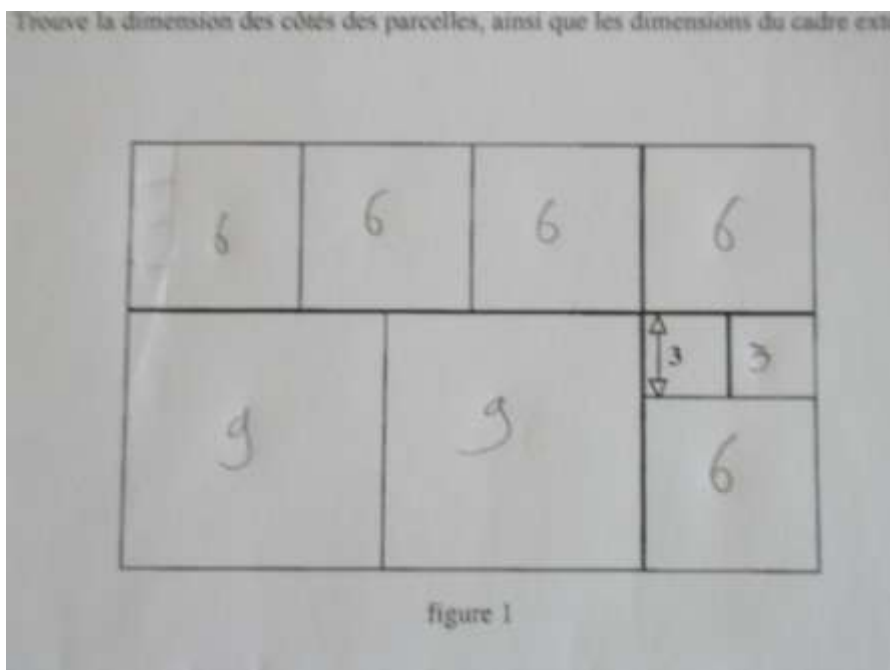 Trouve la dimension des côtés des parcelles, ainsi que les dimensions du cadre
6 6 6 6
3 3
9 9
6
figure 1